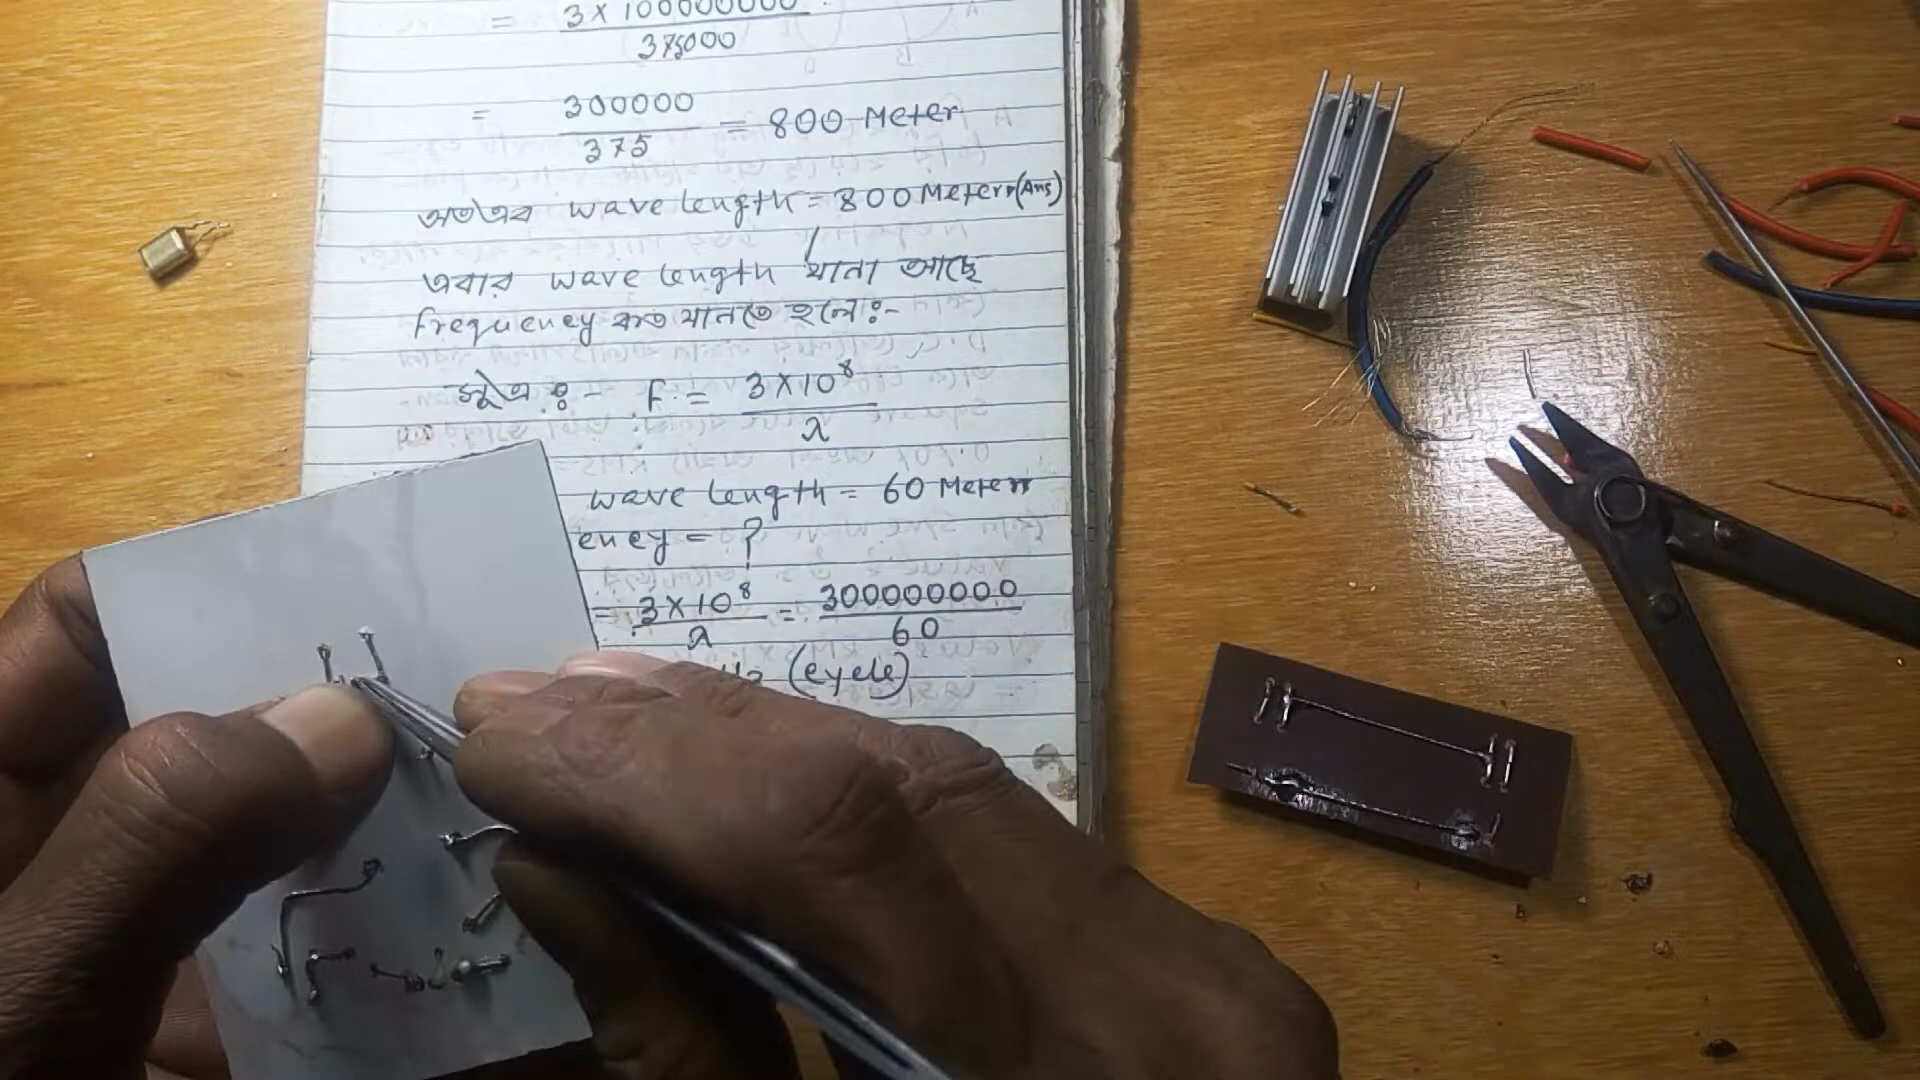 = 3 X 100000000 / 375000
= 300000 / 375 = 800 Meter
অতএব wave length = 800 Meter (Ans)
এবার wave length যানা আছে
frequency কত যানতে হলেঃ-
সূত্র ঃ- f = 3 X 10⁸ / λ
wave length = 60 Meter
ency = ?
= 3 X 10⁸ / λ = 300000000 / 60
(cycle)